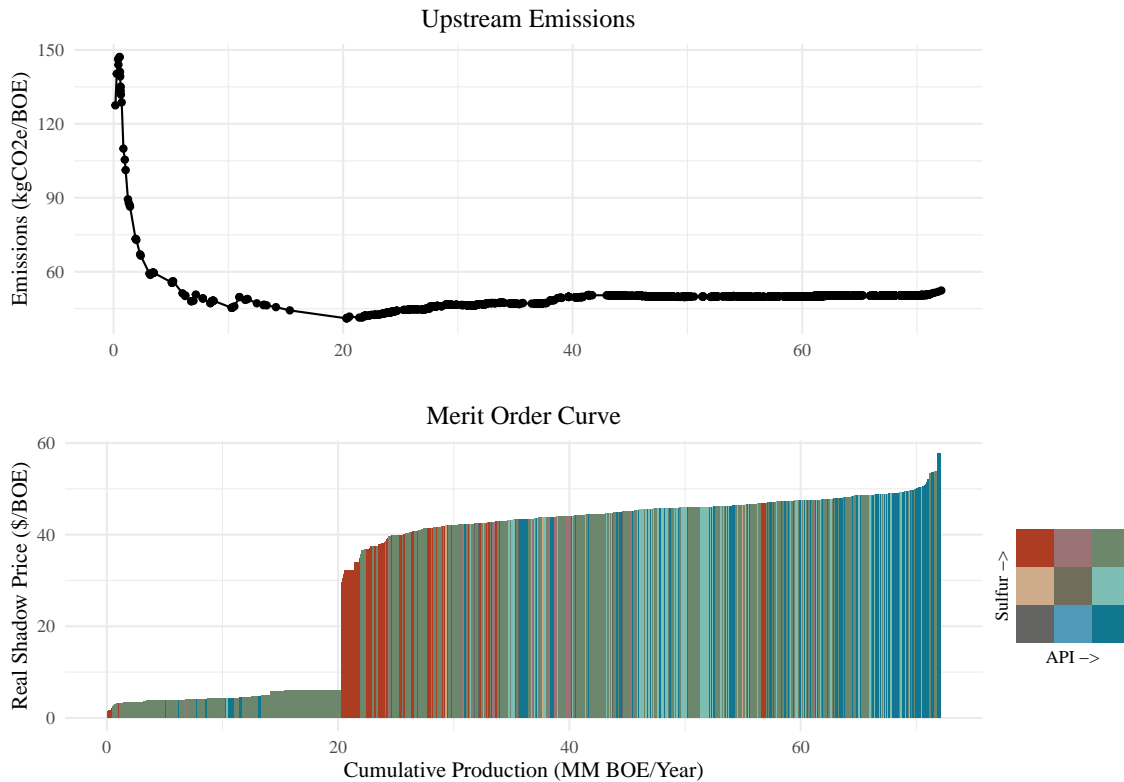 Upstream Emissions
Emissions (kgCO2e/BOE)
150
120
90
60
0
20
40
60
Merit Order Curve
Real Shadow Price ($/BOE)
60
40
20
0
0
20
40
60
Cumulative Production (MM BOE/Year)
Sulfur −>
API −>